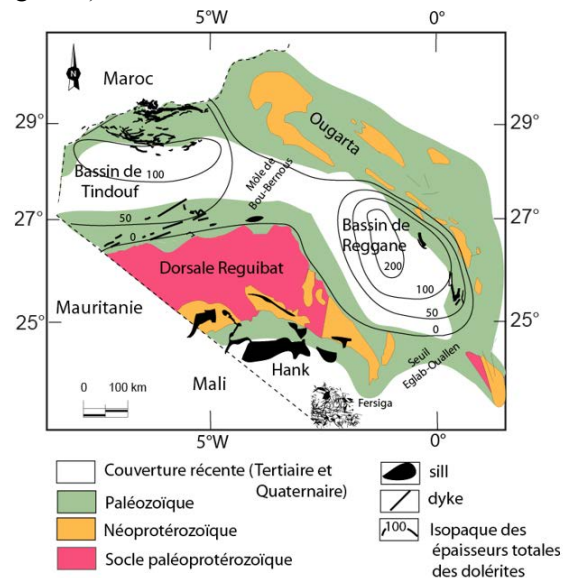 5°W
0°
N
Maroc
29°
29°
Ougarta
Bassin de
Tindouf
100
Môle de
Bou-Bernous
27°
27°
50
0
Bassin de
Reggane
200
100
50
0
Dorsale Reguibat
Mauritanie
25°
25°
Seuil
Eglab-Ouallen
0 100 km
Mali
Hank
Fersiga
5°W
0°
Couverture récente (Tertiaire et
Quaternaire)
Paléozoïque
Néoprotérozoïque
Socle paléoprotérozoïque
sill
dyke
100
Isopaque des
épaisseurs totales
des dolérites